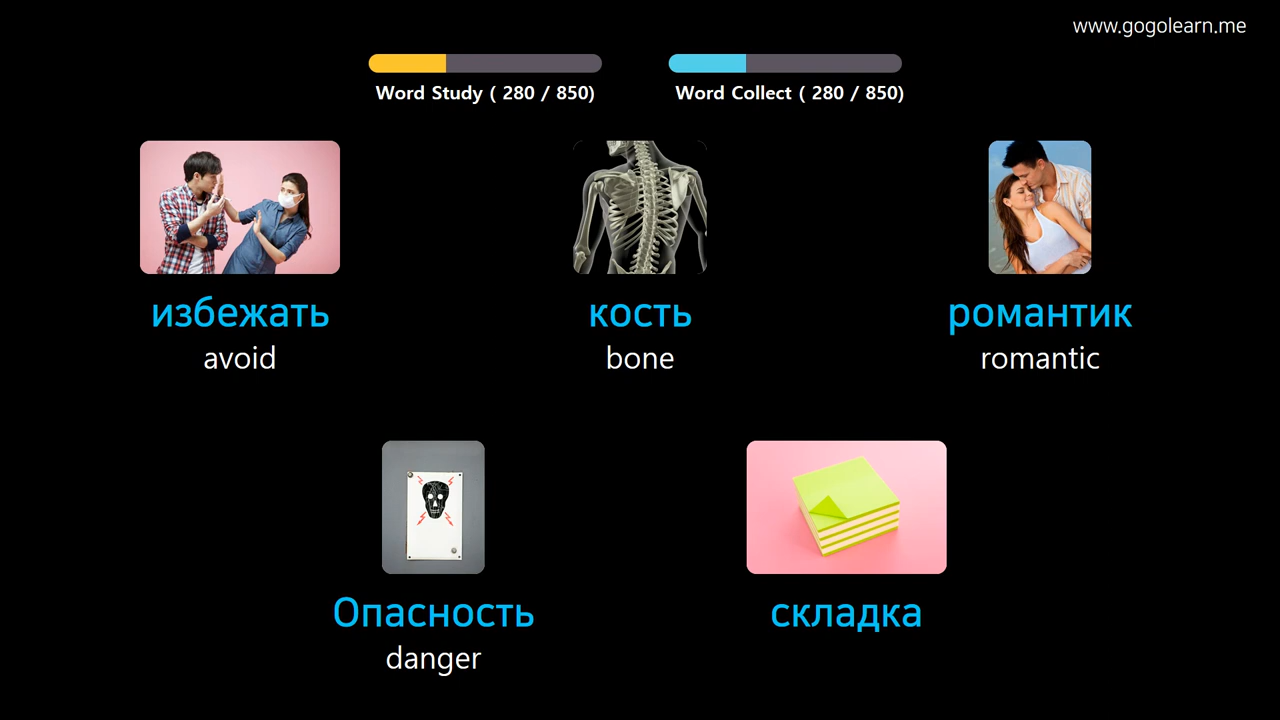 www.gogolearn.me
Word Study ( 280 / 850)
Word Collect ( 280 / 850)
избежать
avoid
кость
bone
романтик
romantic
Опасность
danger
складка